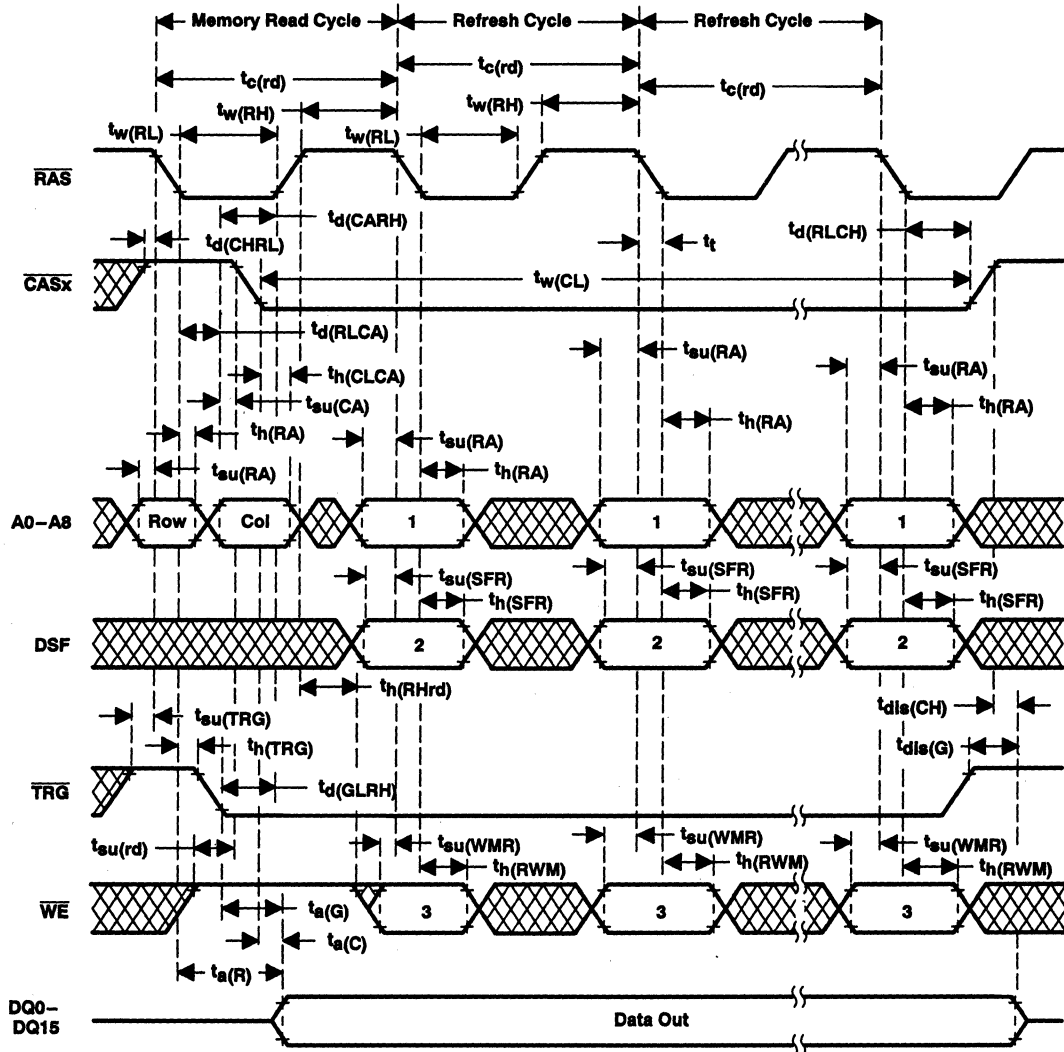 Memory Read Cycle Refresh Cycle Refresh Cycle
tc(rd) tc(rd) tc(rd)
tw(RH) tw(RH)
tw(RL) tw(RL)
RAS
td(CARH)
td(CHRL) tt td(RLCH)
CASx tw(CL)
td(RLCA)
tsu(RA)
th(CLCA) tsu(RA)
tsu(CA)
th(RA) th(RA) th(RA)
tsu(RA)
tsu(RA) th(RA)
A0–A8 Row Col 1 1 1
tsu(SFR) tsu(SFR) tsu(SFR)
th(SFR) th(SFR) th(SFR)
DSF 2 2 2
th(RHrd)
tdis(CH)
tsu(TRG)
th(TRG) tdis(G)
TRG td(GLRH)
tsu(rd) tsu(WMR) tsu(WMR) tsu(WMR)
th(RWM) th(RWM) th(RWM)
WE ta(G) 3 3 3
ta(C)
ta(R)
DQ0–
DQ15 Data Out